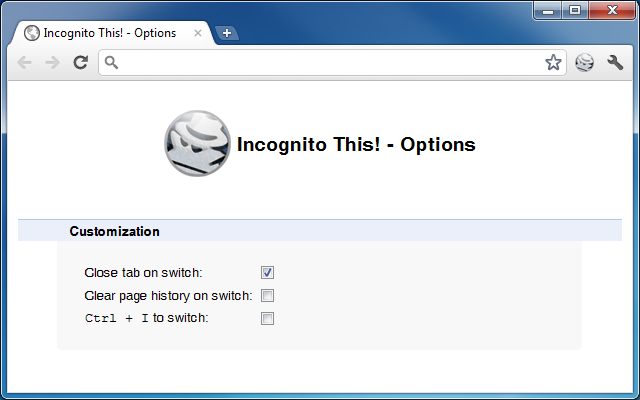 Incognito This! - Options
Incognito This! - Options
Customization
Close tab on switch:
Clear page history on switch:
Ctrl + I to switch: